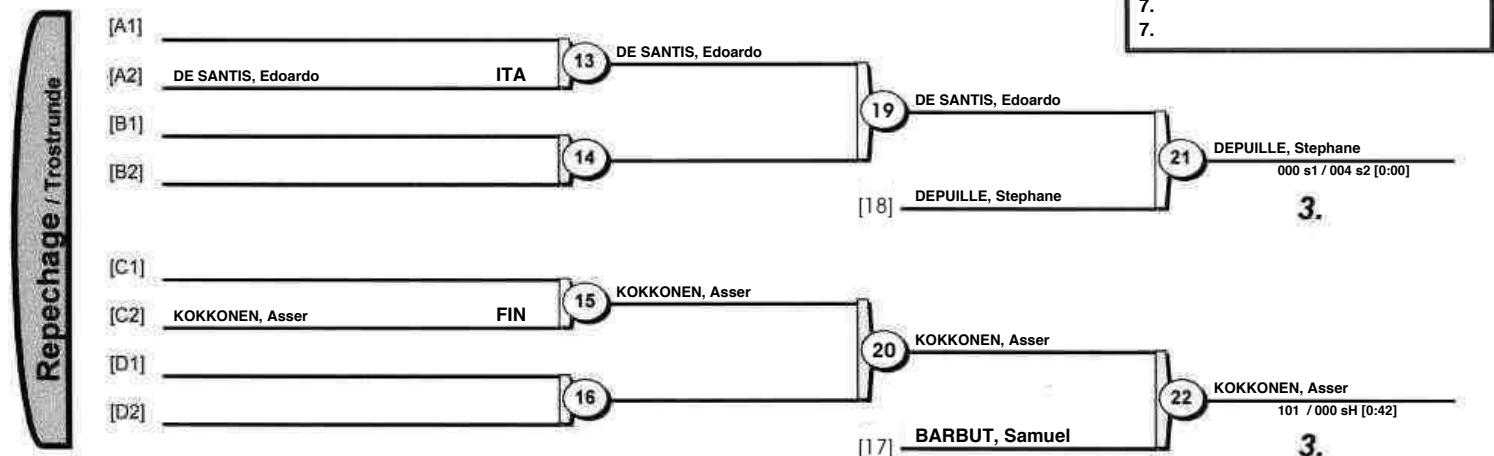 7.
7.
Repechage / Trostrunde
[A1]
[A2] DE SANTIS, Edoardo ITA
13 DE SANTIS, Edoardo
[B1]
[B2]
14
19 DE SANTIS, Edoardo
[18] DEPUILLE, Stephane
21 DEPUILLE, Stephane
000 s1 / 004 s2 [0:00]
3.
[C1]
[C2] KOKKONEN, Asser FIN
15 KOKKONEN, Asser
[D1]
[D2]
16
20 KOKKONEN, Asser
[17] BARBUT, Samuel
22 KOKKONEN, Asser
101 / 000 sH [0:42]
3.